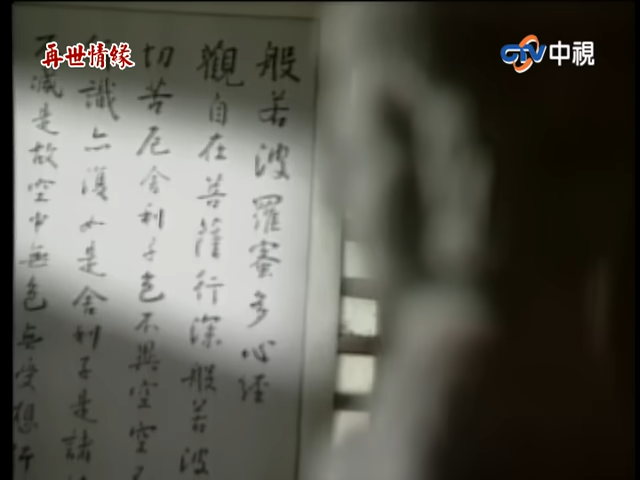 再世情緣
CTV中視
般若波羅蜜多心經
觀自在菩薩行深般若波
切苦厄舍利子色不異空空
識亦復如是舍利子是諸
減是故空中無色無受想行